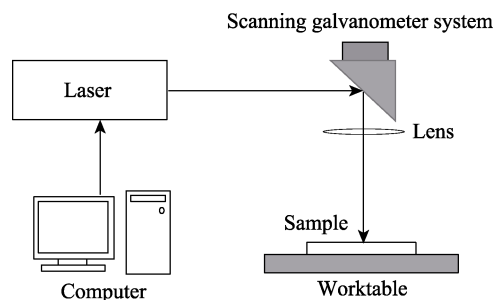 Scanning galvanometer system
Laser
Lens
Sample
Computer
Worktable